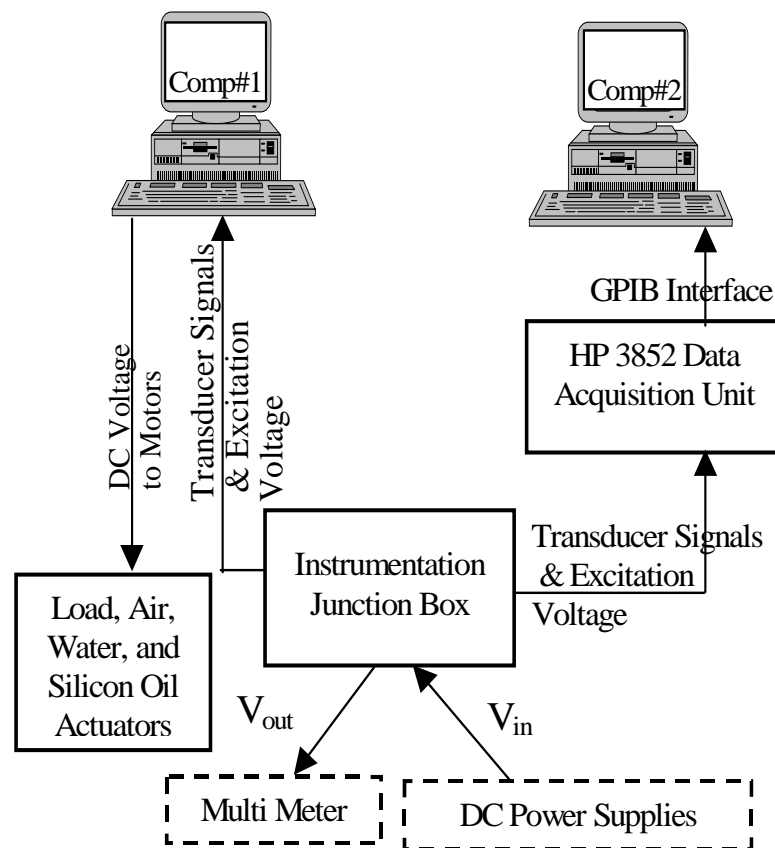 Comp#1
Comp#2
DC Voltage
to Motors
Transducer Signals
& Excitation
Voltage
GPIB Interface
HP 3852 Data
Acquisition Unit
Instrumentation
Junction Box
Transducer Signals
& Excitation
Voltage
Load, Air,
Water, and
Silicon Oil
Actuators
Vout
Vin
Multi Meter
DC Power Supplies